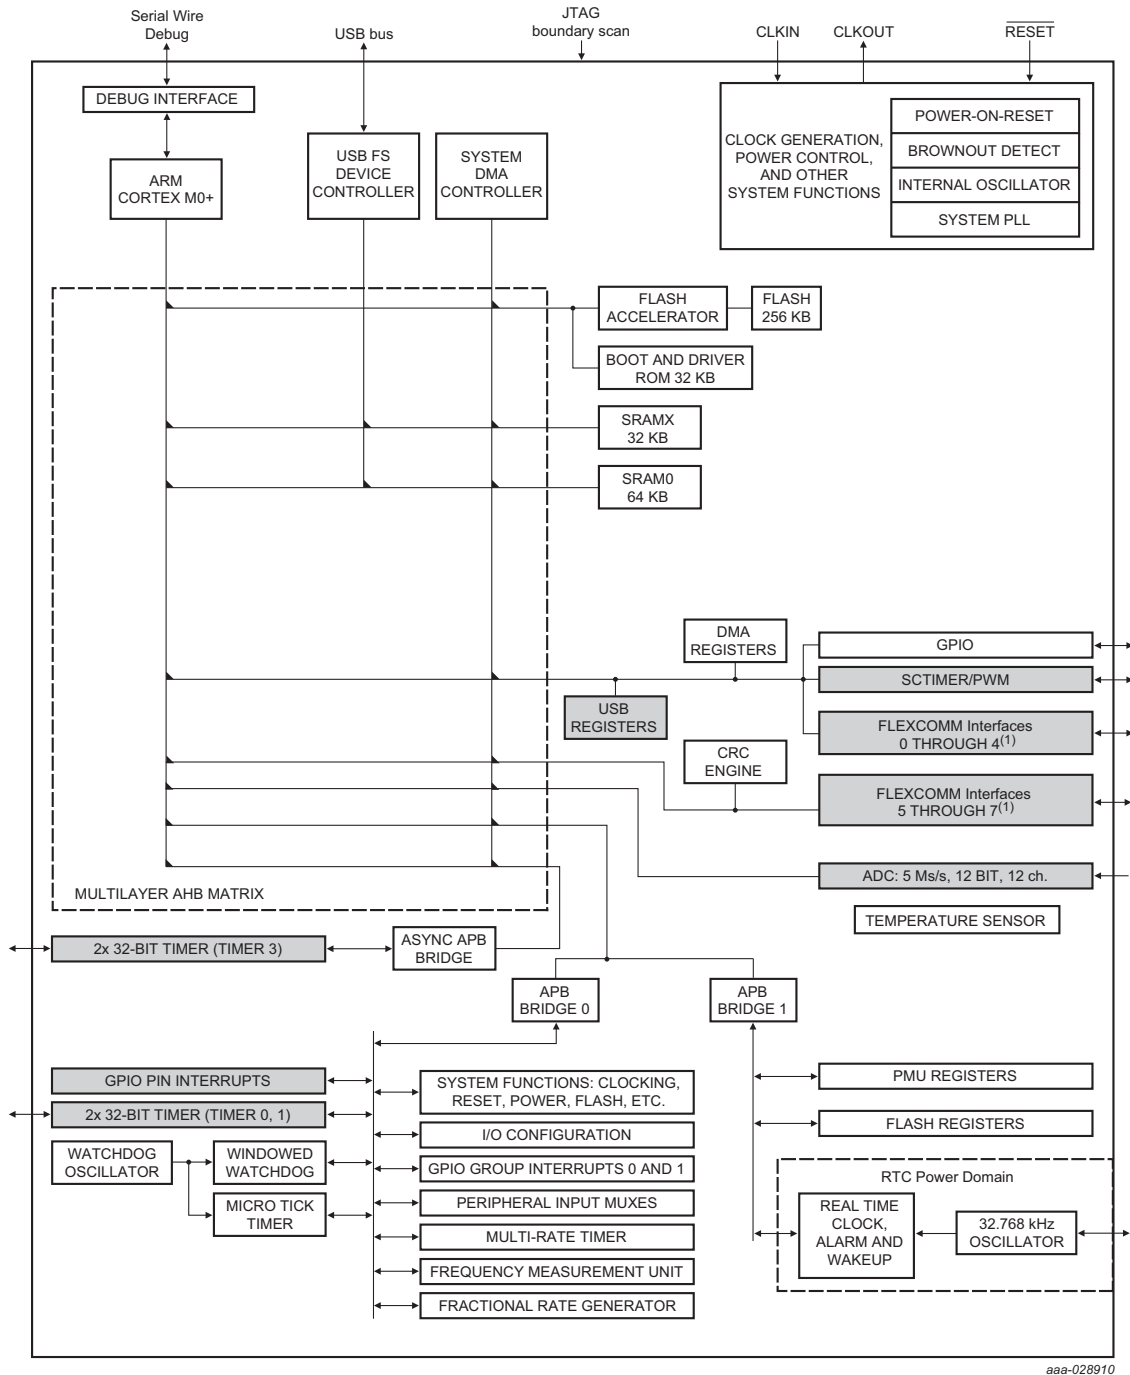 Serial Wire
Debug
USB bus
JTAG
boundary scan
CLKIN
CLKOUT
RESET
DEBUG INTERFACE
ARM
CORTEX M0+
USB FS
DEVICE
CONTROLLER
SYSTEM
DMA
CONTROLLER
CLOCK GENERATION,
POWER CONTROL,
AND OTHER
SYSTEM FUNCTIONS
POWER-ON-RESET
BROWNOUT DETECT
INTERNAL OSCILLATOR
SYSTEM PLL
FLASH
ACCELERATOR
FLASH
256 KB
BOOT AND DRIVER
ROM 32 KB
SRAMX
32 KB
SRAM0
64 KB
DMA
REGISTERS
GPIO
SCTIMER/PWM
USB
REGISTERS
FLEXCOMM Interfaces
0 THROUGH 4(1)
CRC
ENGINE
FLEXCOMM Interfaces
5 THROUGH 7(1)
ADC: 5 Ms/s, 12 BIT, 12 ch.
MULTILAYER AHB MATRIX
TEMPERATURE SENSOR
2x 32-BIT TIMER (TIMER 3)
ASYNC APB
BRIDGE
APB
BRIDGE 0
APB
BRIDGE 1
GPIO PIN INTERRUPTS
2x 32-BIT TIMER (TIMER 0, 1)
WATCHDOG
OSCILLATOR
WINDOWED
WATCHDOG
MICRO TICK
TIMER
SYSTEM FUNCTIONS: CLOCKING,
RESET, POWER, FLASH, ETC.
I/O CONFIGURATION
GPIO GROUP INTERRUPTS 0 AND 1
PERIPHERAL INPUT MUXES
MULTI-RATE TIMER
FREQUENCY MEASUREMENT UNIT
FRACTIONAL RATE GENERATOR
PMU REGISTERS
FLASH REGISTERS
RTC Power Domain
REAL TIME
CLOCK,
ALARM AND
WAKEUP
32.768 kHz
OSCILLATOR
aaa-028910